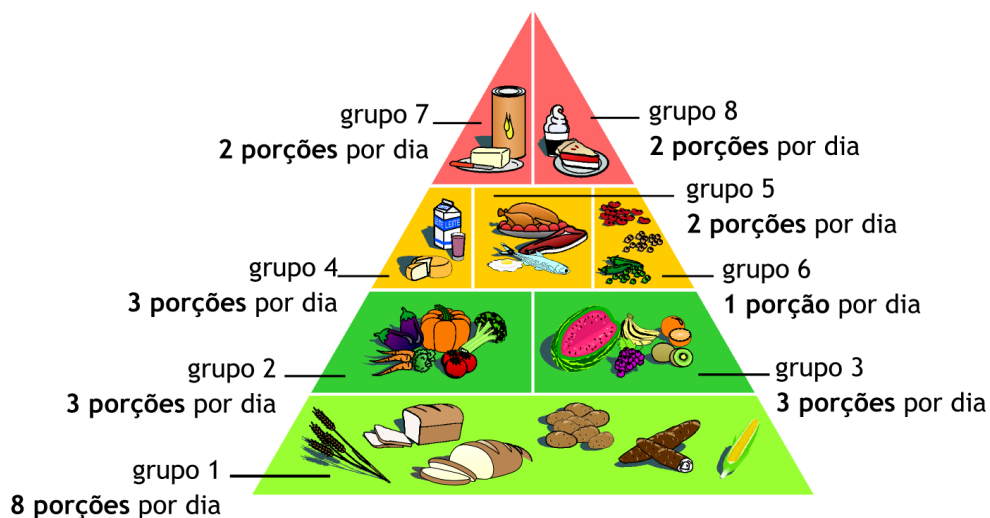 grupo 7
2 porções por dia
grupo 8
2 porções por dia
grupo 5
2 porções por dia
grupo 4
3 porções por dia
grupo 6
1 porção por dia
grupo 2
3 porções por dia
grupo 3
3 porções por dia
grupo 1
8 porções por dia